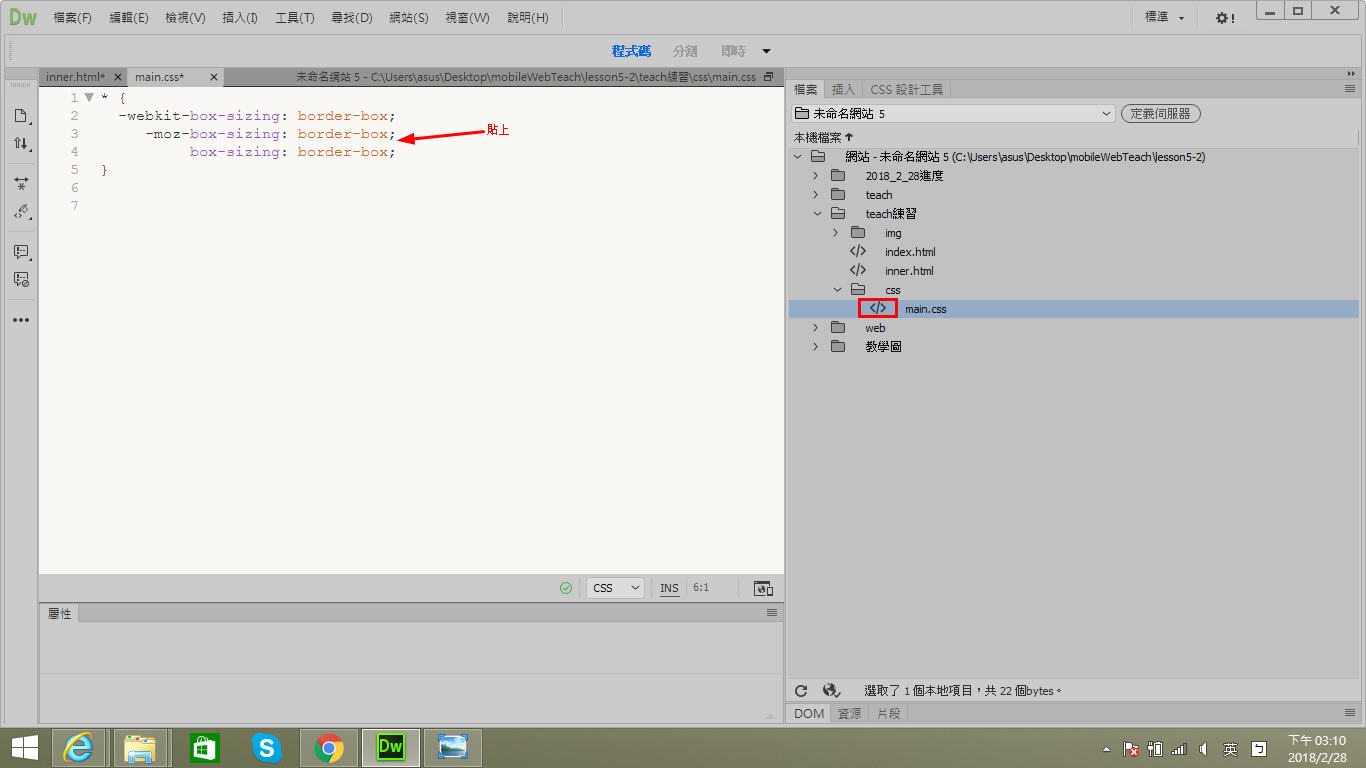 Dw 檔案(F) 編輯(E) 檢視(V) 插入(I) 工具(T) 尋找(D) 網站(S) 視窗(W) 說明(H) 標準
程式碼 分割 即時
inner.html* main.css* 未命名網站 5 - C:\Users\asus\Desktop\mobileWebTeach\lesson5-2\teach練習\css\main.css
1 * {
2 -webkit-box-sizing: border-box;
3 -moz-box-sizing: border-box;
貼上
4 box-sizing: border-box;
5 }
6
7
CSS INS 6:1
屬性
檔案 插入 CSS 設計工具
未命名網站 5 定義伺服器
本機檔案
網站 - 未命名網站 5 (C:\Users\asus\Desktop\mobileWebTeach\lesson5-2)
2018_2_28進度
teach
teach練習
img
index.html
inner.html
css
main.css
web
教學圖
選取了 1 個本地項目，共 22 個bytes。
DOM 資源 片段
Dw
英
下午 03:10
2018/2/28